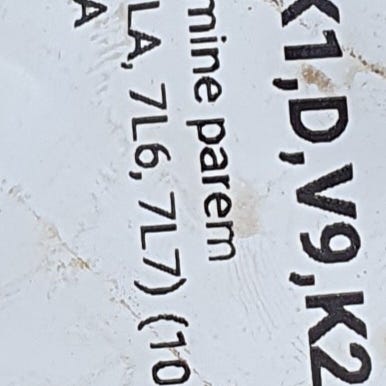 K1,D,V9,K2
mine parem
LA, 7L6, 7L7) (10
A